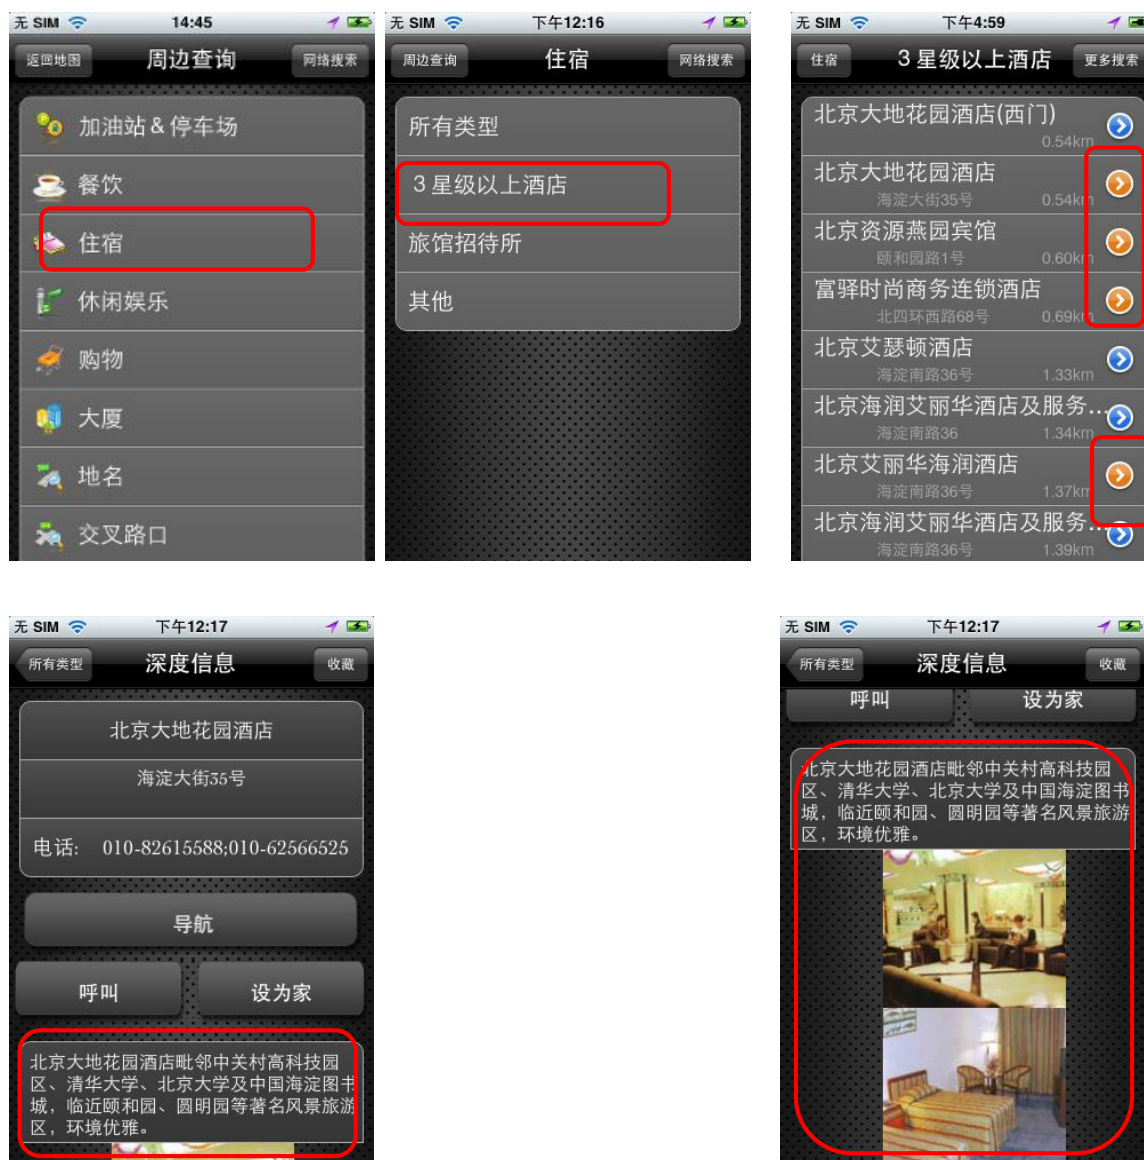 无 SIM 14:45
返回地图 周边查询 网络搜索
加油站 & 停车场
餐饮
住宿
休闲娱乐
购物
大厦
地名
交叉路口
无 SIM 下午12:16
周边查询 住宿 网络搜索
所有类型
3 星级以上酒店
旅馆招待所
其他
无 SIM 下午4:59
住宿 3 星级以上酒店 更多搜索
北京大地花园酒店(西门)
0.54km
北京大地花园酒店
海淀大街35号 0.54km
北京资源燕园宾馆
颐和园路1号 0.60km
富驿时尚商务连锁酒店
北四环西路68号 0.69km
北京艾瑟顿酒店
海淀南路36号 1.33km
北京海润艾丽华酒店及服务...
海淀南路36 1.34km
北京艾丽华海润酒店
海淀南路36号 1.37km
北京海润艾丽华酒店及服务...
海淀南路36号 1.39km
无 SIM 下午12:17
所有类型 深度信息 收藏
北京大地花园酒店
海淀大街35号
电话: 010-82615588;010-62566525
导航
呼叫 设为家
北京大地花园酒店毗邻中关村高科技园
区、清华大学、北京大学及中国海淀图书
城，临近颐和园、圆明园等著名风景旅游
区，环境优雅。
无 SIM 下午12:17
所有类型 深度信息 收藏
呼叫 设为家
北京大地花园酒店毗邻中关村高科技园
区、清华大学、北京大学及中国海淀图书
城，临近颐和园、圆明园等著名风景旅游
区，环境优雅。